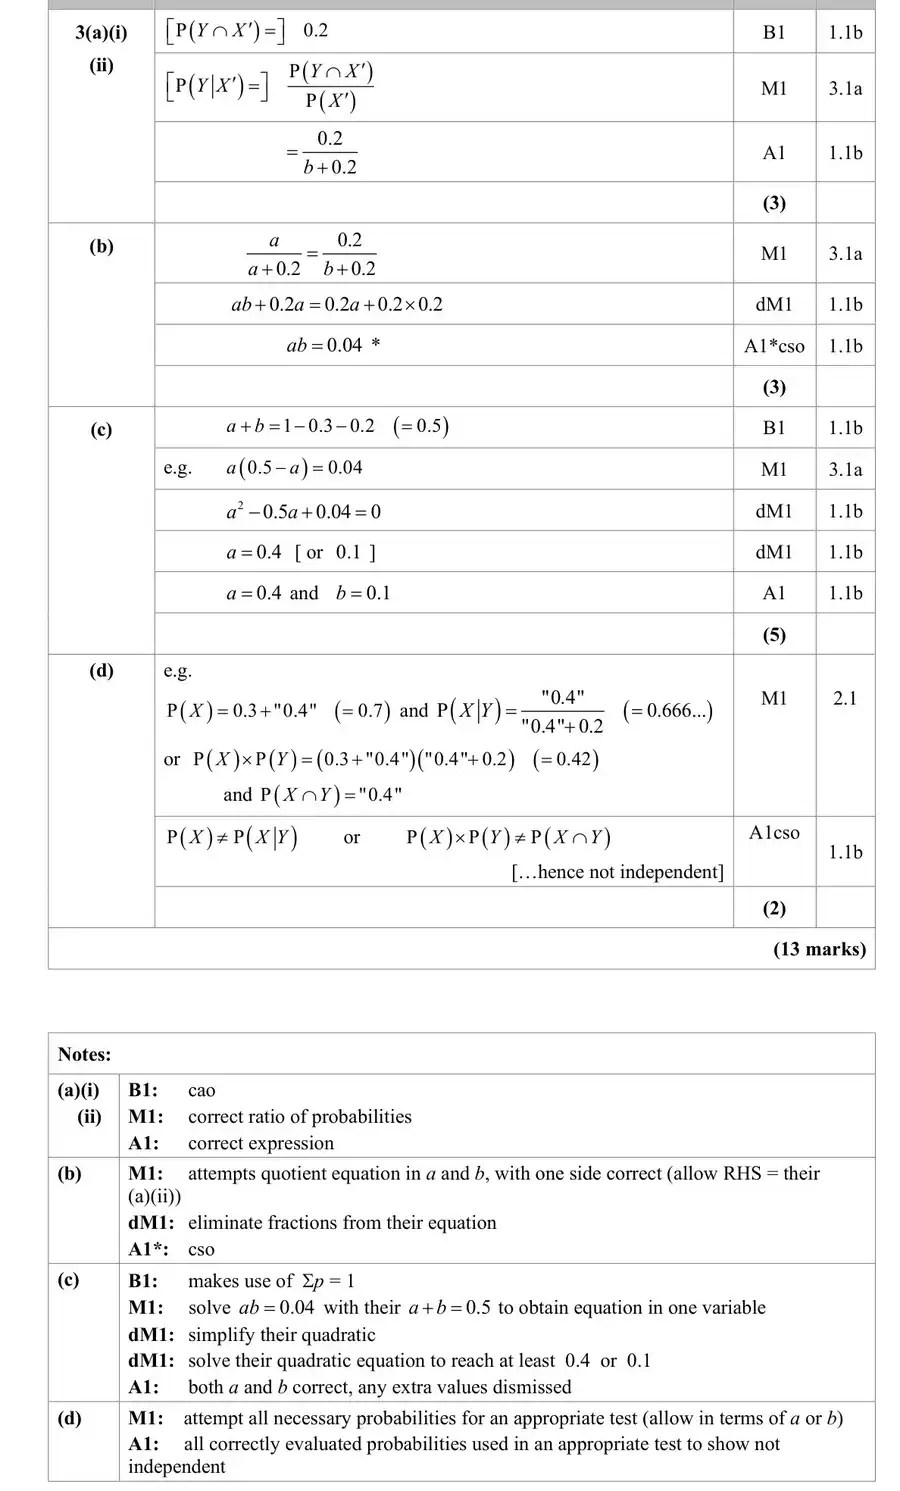 3(a)(i) [P(Y ∩ X′) =] 0.2 B1 1.1b
(ii) [P(Y|X′) =] P(Y ∩ X′)/P(X′) M1 3.1a
= 0.2/(b + 0.2) A1 1.1b
(3)
(b) a/(a + 0.2) = 0.2/(b + 0.2) M1 3.1a
ab + 0.2a = 0.2a + 0.2 × 0.2 dM1 1.1b
ab = 0.04 * A1*cso 1.1b
(3)
(c) a + b = 1 − 0.3 − 0.2 (= 0.5) B1 1.1b
e.g. a(0.5 − a) = 0.04 M1 3.1a
a² − 0.5a + 0.04 = 0 dM1 1.1b
a = 0.4 [ or 0.1 ] dM1 1.1b
a = 0.4 and b = 0.1 A1 1.1b
(5)
(d) e.g.
P(X) = 0.3 + "0.4" (= 0.7) and P(X|Y) = "0.4"/("0.4" + 0.2) (= 0.666...) M1 2.1
or P(X) × P(Y) = (0.3 + "0.4")("0.4" + 0.2) (= 0.42)
and P(X ∩ Y) = "0.4"
P(X) ≠ P(X|Y) or P(X) × P(Y) ≠ P(X ∩ Y) A1cso 1.1b
[…hence not independent]
(2)
(13 marks)
Notes:
(a)(i) B1: cao
(ii) M1: correct ratio of probabilities
A1: correct expression
(b) M1: attempts quotient equation in a and b, with one side correct (allow RHS = their
(a)(ii))
dM1: eliminate fractions from their equation
A1*: cso
(c) B1: makes use of Σp = 1
M1: solve ab = 0.04 with their a + b = 0.5 to obtain equation in one variable
dM1: simplify their quadratic
dM1: solve their quadratic equation to reach at least 0.4 or 0.1
A1: both a and b correct, any extra values dismissed
(d) M1: attempt all necessary probabilities for an appropriate test (allow in terms of a or b)
A1: all correctly evaluated probabilities used in an appropriate test to show not
independent